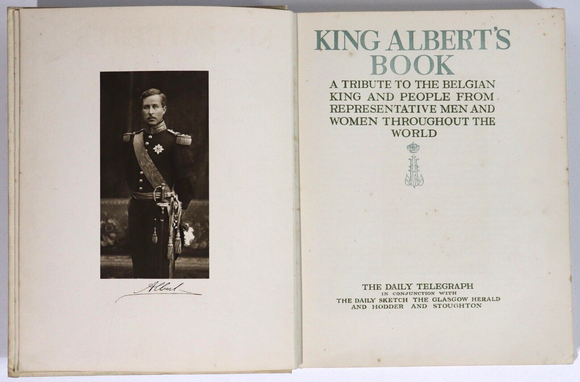 Albert
KING ALBERT'S
BOOK
A TRIBUTE TO THE BELGIAN
KING AND PEOPLE FROM
REPRESENTATIVE MEN AND
WOMEN THROUGHOUT THE
WORLD
THE DAILY TELEGRAPH
IN CONJUNCTION WITH
THE DAILY SKETCH THE GLASGOW HERALD
AND HODDER AND STOUGHTON